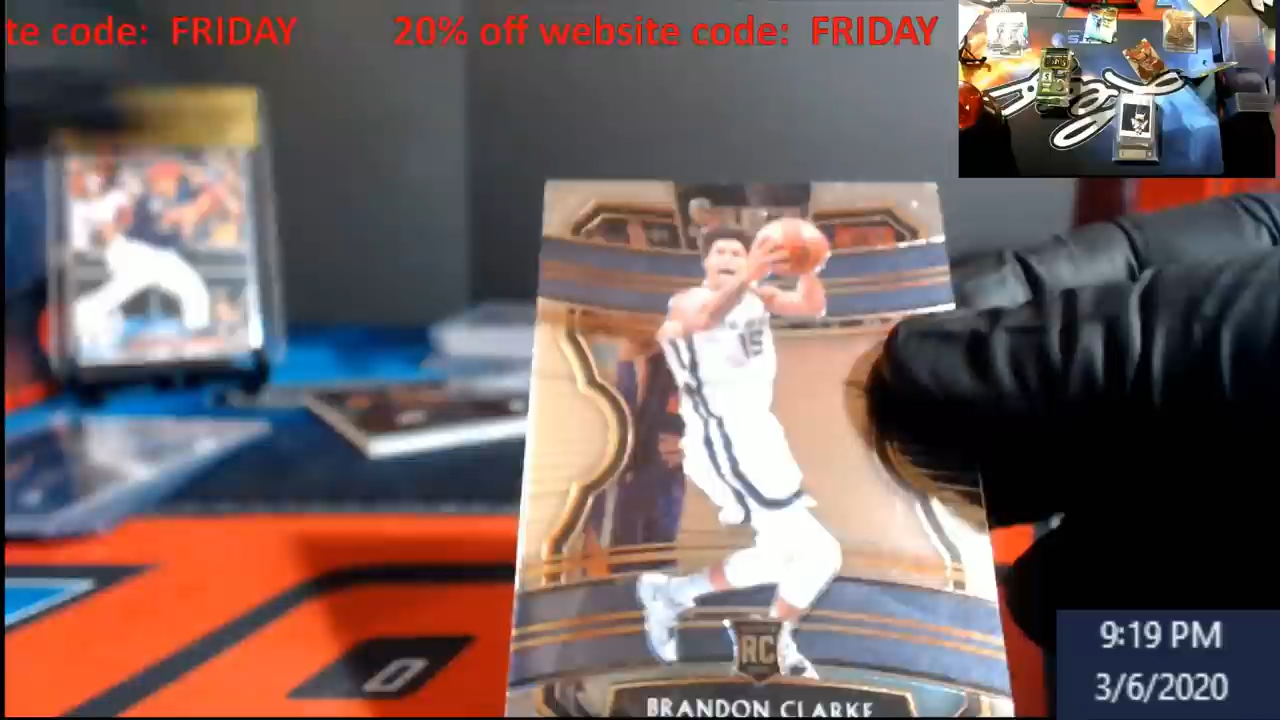 te code: FRIDAY 20% off website code: FRIDAY
15
RC
BRANDON CLARKE
9:19 PM
3/6/2020